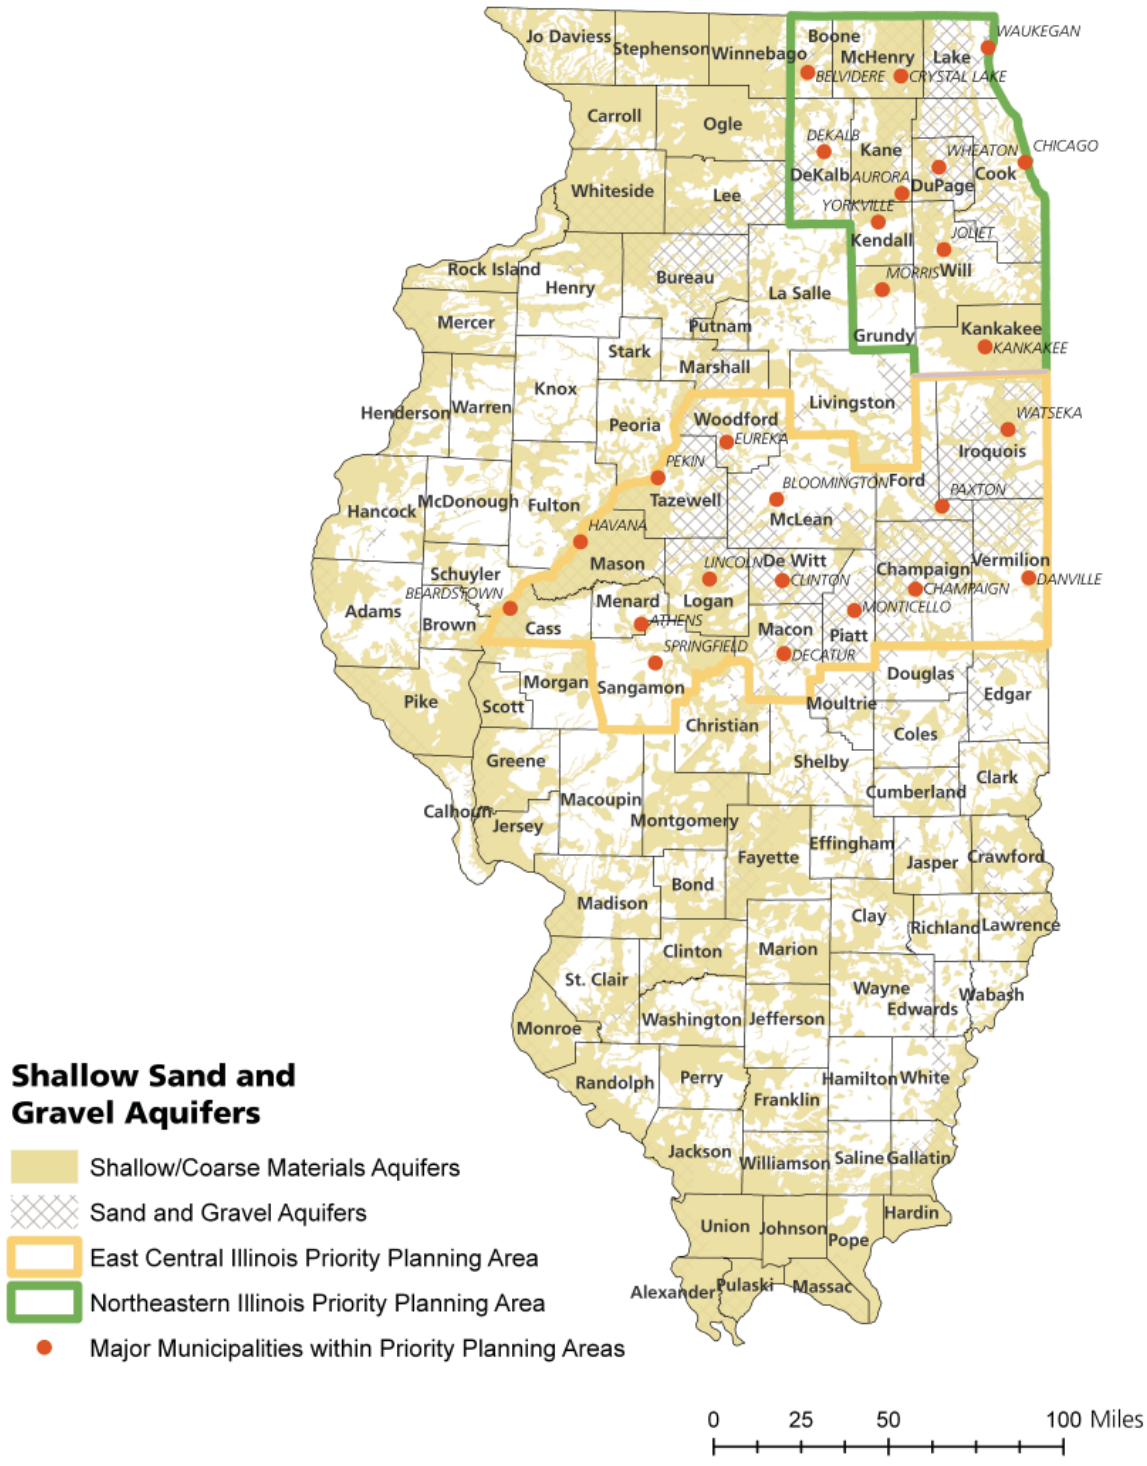 Jo Daviess
Stephenson
Winnebago
Boone
McHenry
Lake
WAUKEGAN
BELVIDERE
CRYSTAL LAKE
Carroll
Ogle
DEKALB
Kane
WHEATON
CHICAGO
DeKalb
AURORA
DuPage
Cook
Whiteside
Lee
YORKVILLE
Kendall
JOLIET
Rock Island
Henry
Bureau
La Salle
MORRIS
Will
Mercer
Putnam
Grundy
Kankakee
KANKAKEE
Stark
Marshall
Knox
Henderson
Warren
Peoria
Woodford
Livingston
WATSEKA
EUREKA
Iroquois
PEKIN
Tazewell
BLOOMINGTON
Ford
PAXTON
McLean
Hancock
McDonough
Fulton
HAVANA
Mason
LINCOLN
De Witt
CLINTON
Champaign
CHAMPAIGN
Vermilion
DANVILLE
Schuyler
BEARDSTOWN
Adams
Brown
Cass
Menard
ATHENS
Logan
MONTICELLO
Macon
Piatt
SPRINGFIELD
DECATUR
Pike
Scott
Morgan
Sangamon
Christian
Moultrie
Douglas
Edgar
Coles
Greene
Shelby
Clark
Cumberland
Calhoun
Jersey
Macoupin
Montgomery
Fayette
Effingham
Jasper
Crawford
Bond
Madison
Clay
Richland
Lawrence
Clinton
Marion
St. Clair
Wayne
Edwards
Wabash
Monroe
Washington
Jefferson
Randolph
Perry
Franklin
Hamilton
White
Jackson
Williamson
Saline
Gallatin
Union
Johnson
Pope
Hardin
Alexander
Pulaski
Massac
Shallow Sand and
Gravel Aquifers
Shallow/Coarse Materials Aquifers
Sand and Gravel Aquifers
East Central Illinois Priority Planning Area
Northeastern Illinois Priority Planning Area
Major Municipalities within Priority Planning Areas
0 25 50 100 Miles